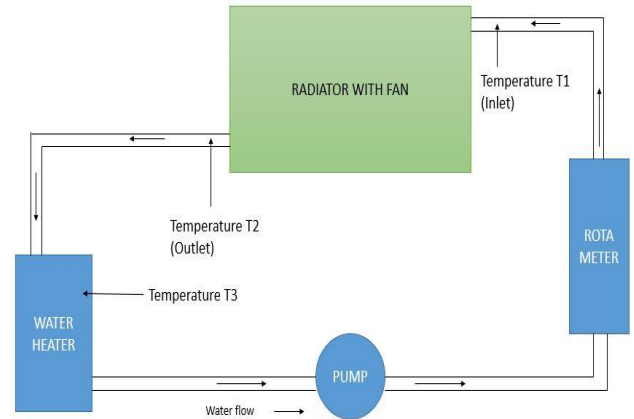 RADIATOR WITH FAN
Temperature T1
(Inlet)
Temperature T2
(Outlet)
ROTA
METER
Temperature T3
WATER
HEATER
PUMP
Water flow